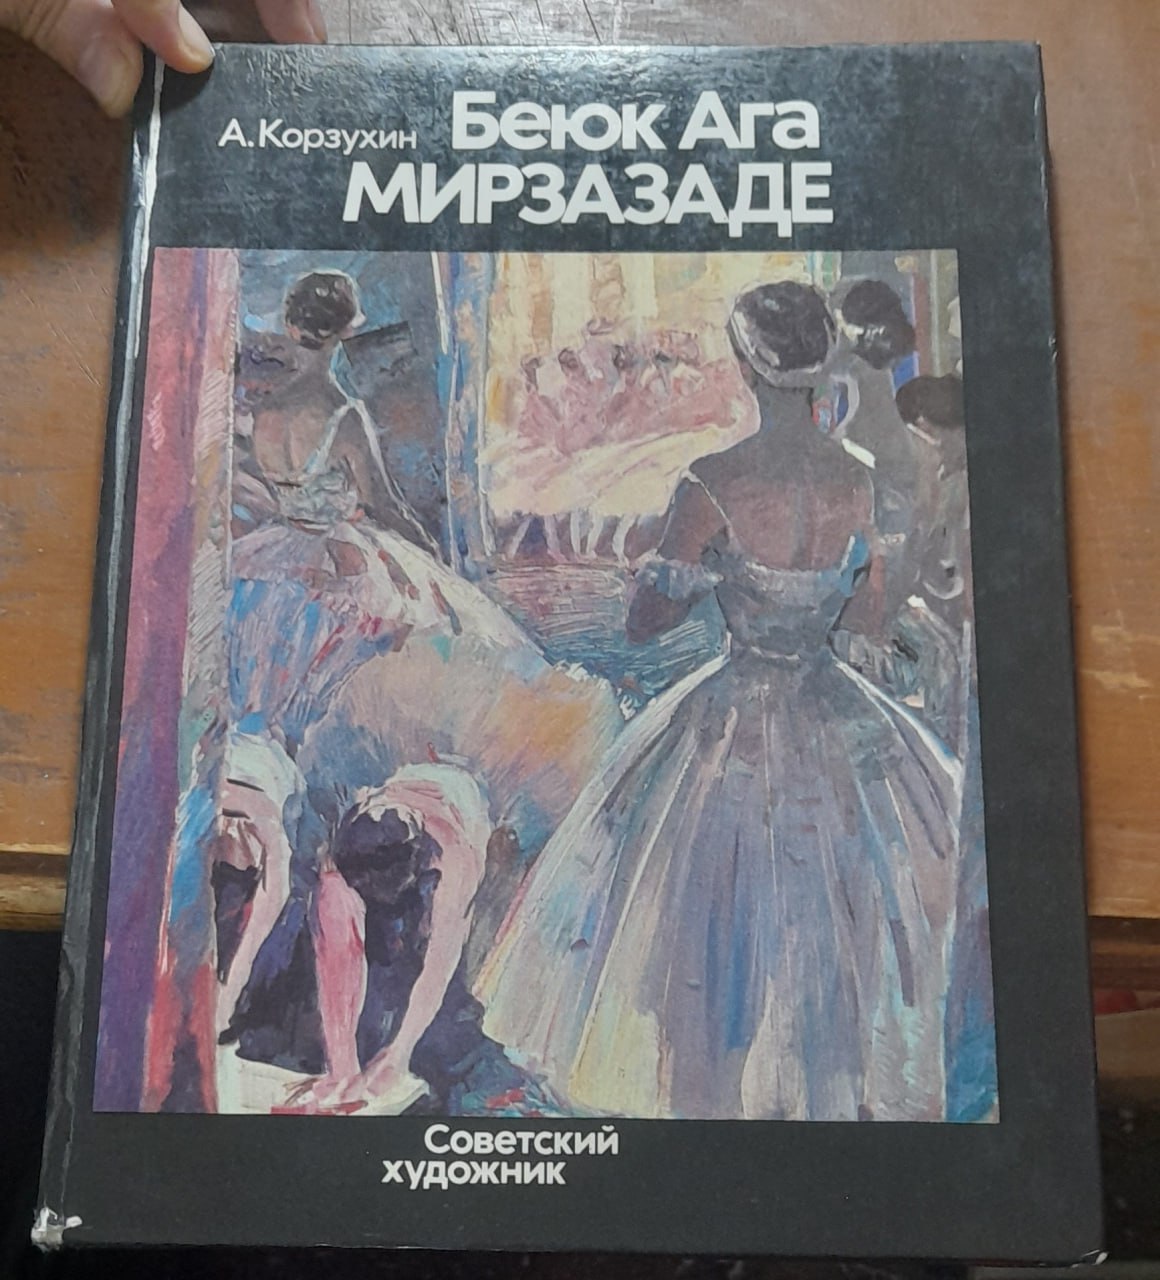 А. Корзухин Беюк Ага
МИРЗАЗАДЕ
Советский
художник